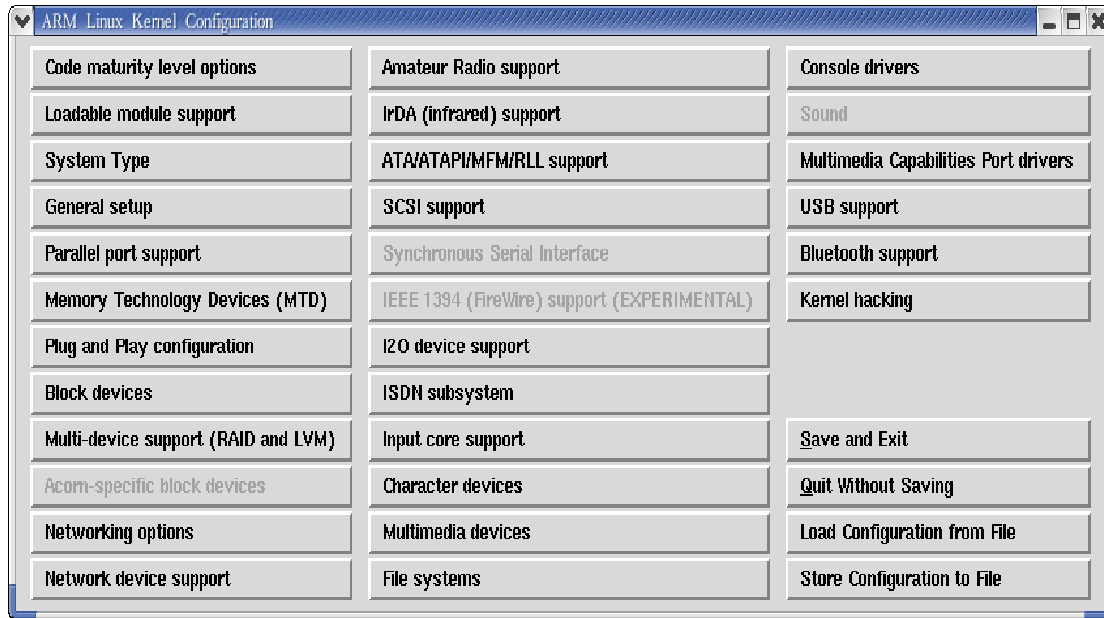 ARM Linux Kernel Configuration
Code maturity level options
Loadable module support
System Type
General setup
Parallel port support
Memory Technology Devices (MTD)
Plug and Play configuration
Block devices
Multi-device support (RAID and LVM)
Acorn-specific block devices
Networking options
Network device support
Amateur Radio support
IrDA (infrared) support
ATA/ATAPI/MFM/RLL support
SCSI support
Synchronous Serial Interface
IEEE 1394 (FireWire) support (EXPERIMENTAL)
I2O device support
ISDN subsystem
Input core support
Character devices
Multimedia devices
File systems
Console drivers
Sound
Multimedia Capabilities Port drivers
USB support
Bluetooth support
Kernel hacking
Save and Exit
Quit Without Saving
Load Configuration from File
Store Configuration to File